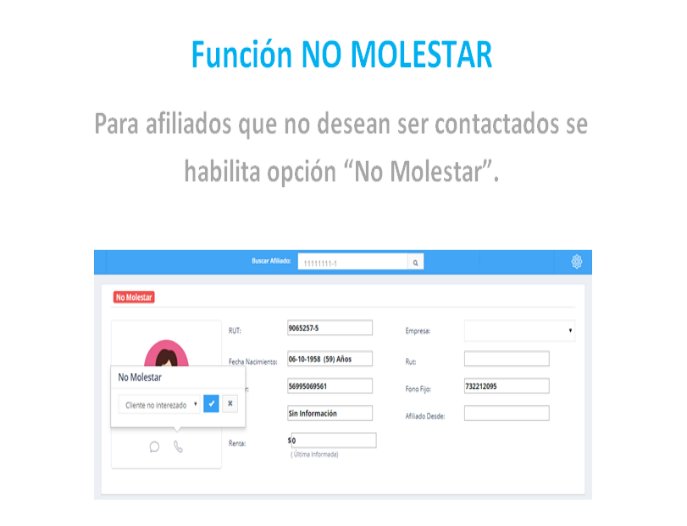 Función NO MOLESTAR
Para afiliados que no desean ser contactados se
habilita opción “No Molestar”.
Buscar Afiliado:
11111111-1
No Molestar
RUT:
9065257-5
Empresa:
Fecha Nacimiento:
06-10-1958 (59) Años
Rut:
No Molestar
56995069561
Fono Fijo:
732212095
Cliente no interezado
Sin Información
Afiliado Desde:
Renta:
$0
( Última Informada)